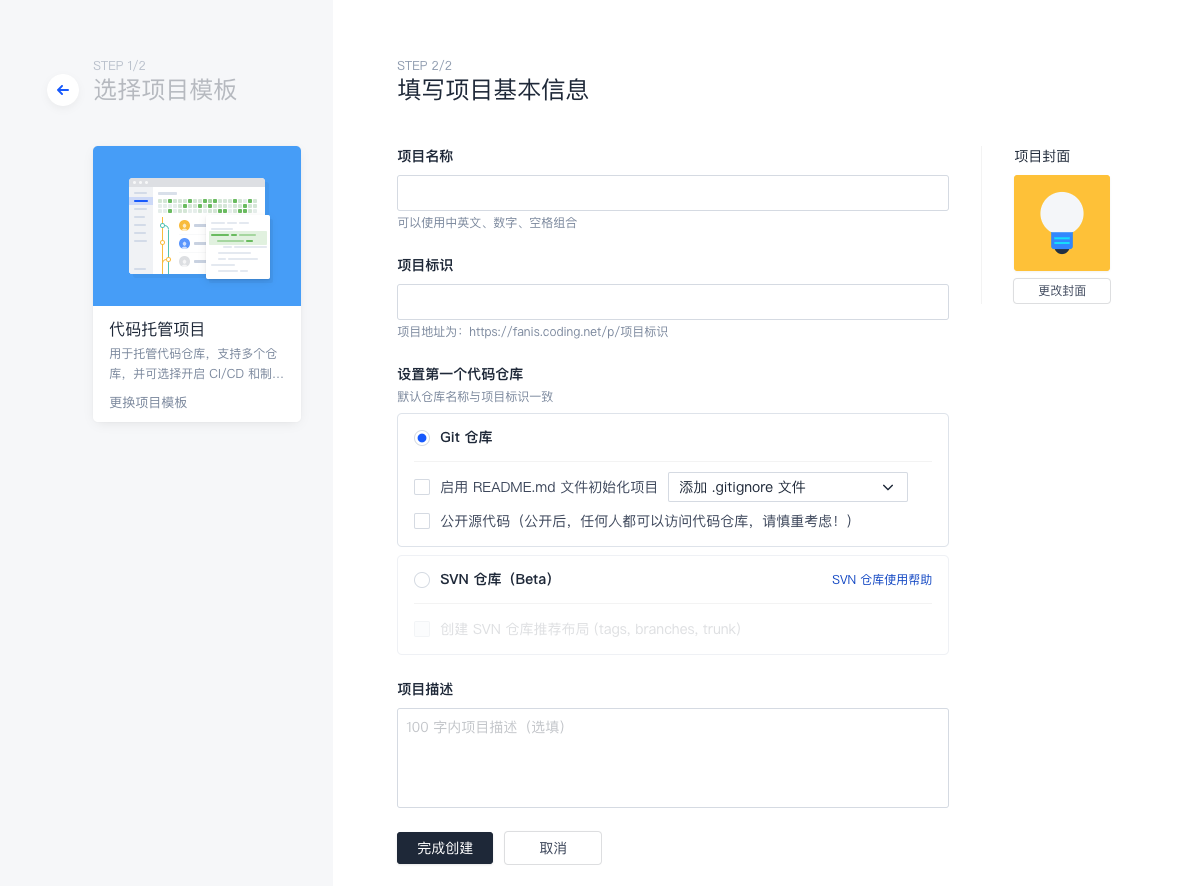 STEP 1/2
选择项目模板
代码托管项目
用于托管代码仓库，支持多个仓
库，并可选择开启 CI/CD 和制...
更换项目模板
STEP 2/2
填写项目基本信息
项目名称
可以使用中英文、数字、空格组合
项目标识
项目地址为：https://fanis.coding.net/p/项目标识
设置第一个代码仓库
默认仓库名称与项目标识一致
Git 仓库
启用 README.md 文件初始化项目 添加 .gitignore 文件
公开源代码（公开后，任何人都可以访问代码仓库，请慎重考虑！）
SVN 仓库（Beta） SVN 仓库使用帮助
创建 SVN 仓库推荐布局 (tags, branches, trunk)
项目描述
100 字内项目描述（选填）
完成创建 取消
项目封面
更改封面